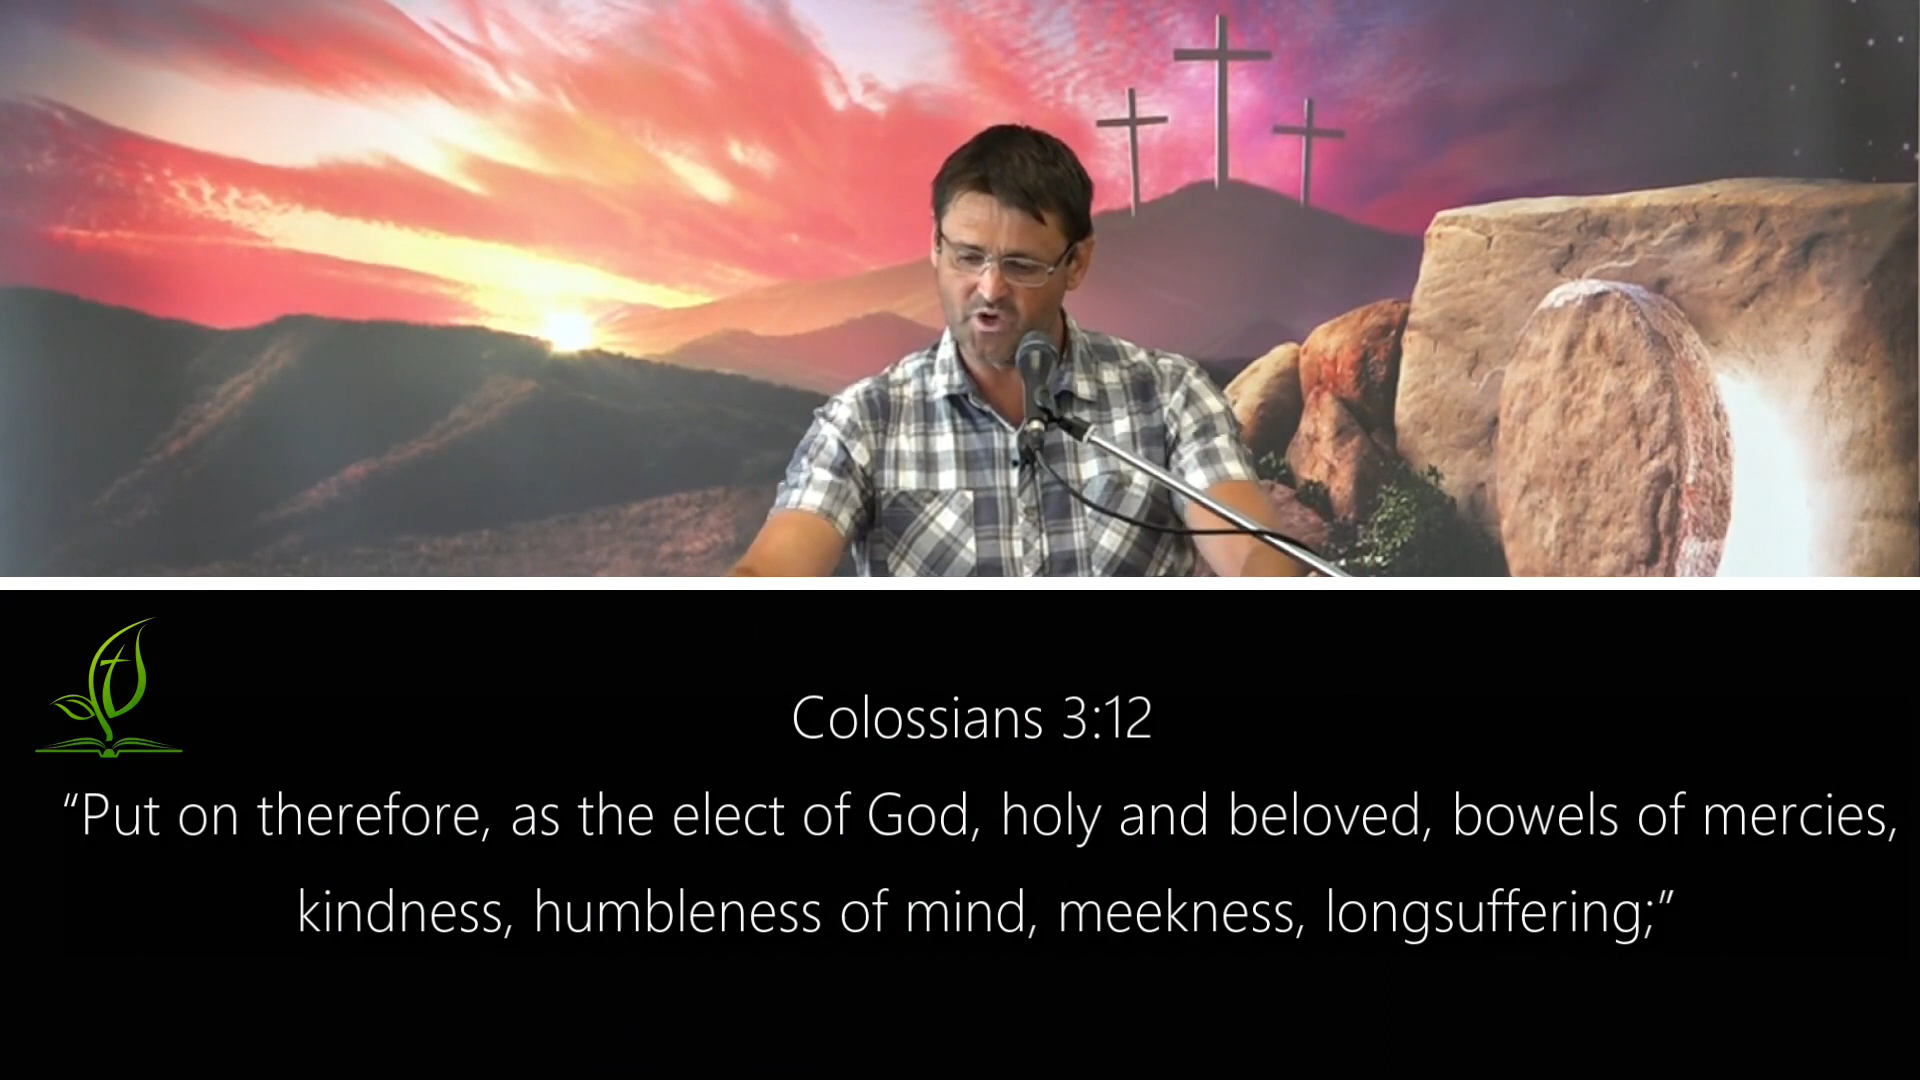 Colossians 3:12
“Put on therefore, as the elect of God, holy and beloved, bowels of mercies,
kindness, humbleness of mind, meekness, longsuffering;”